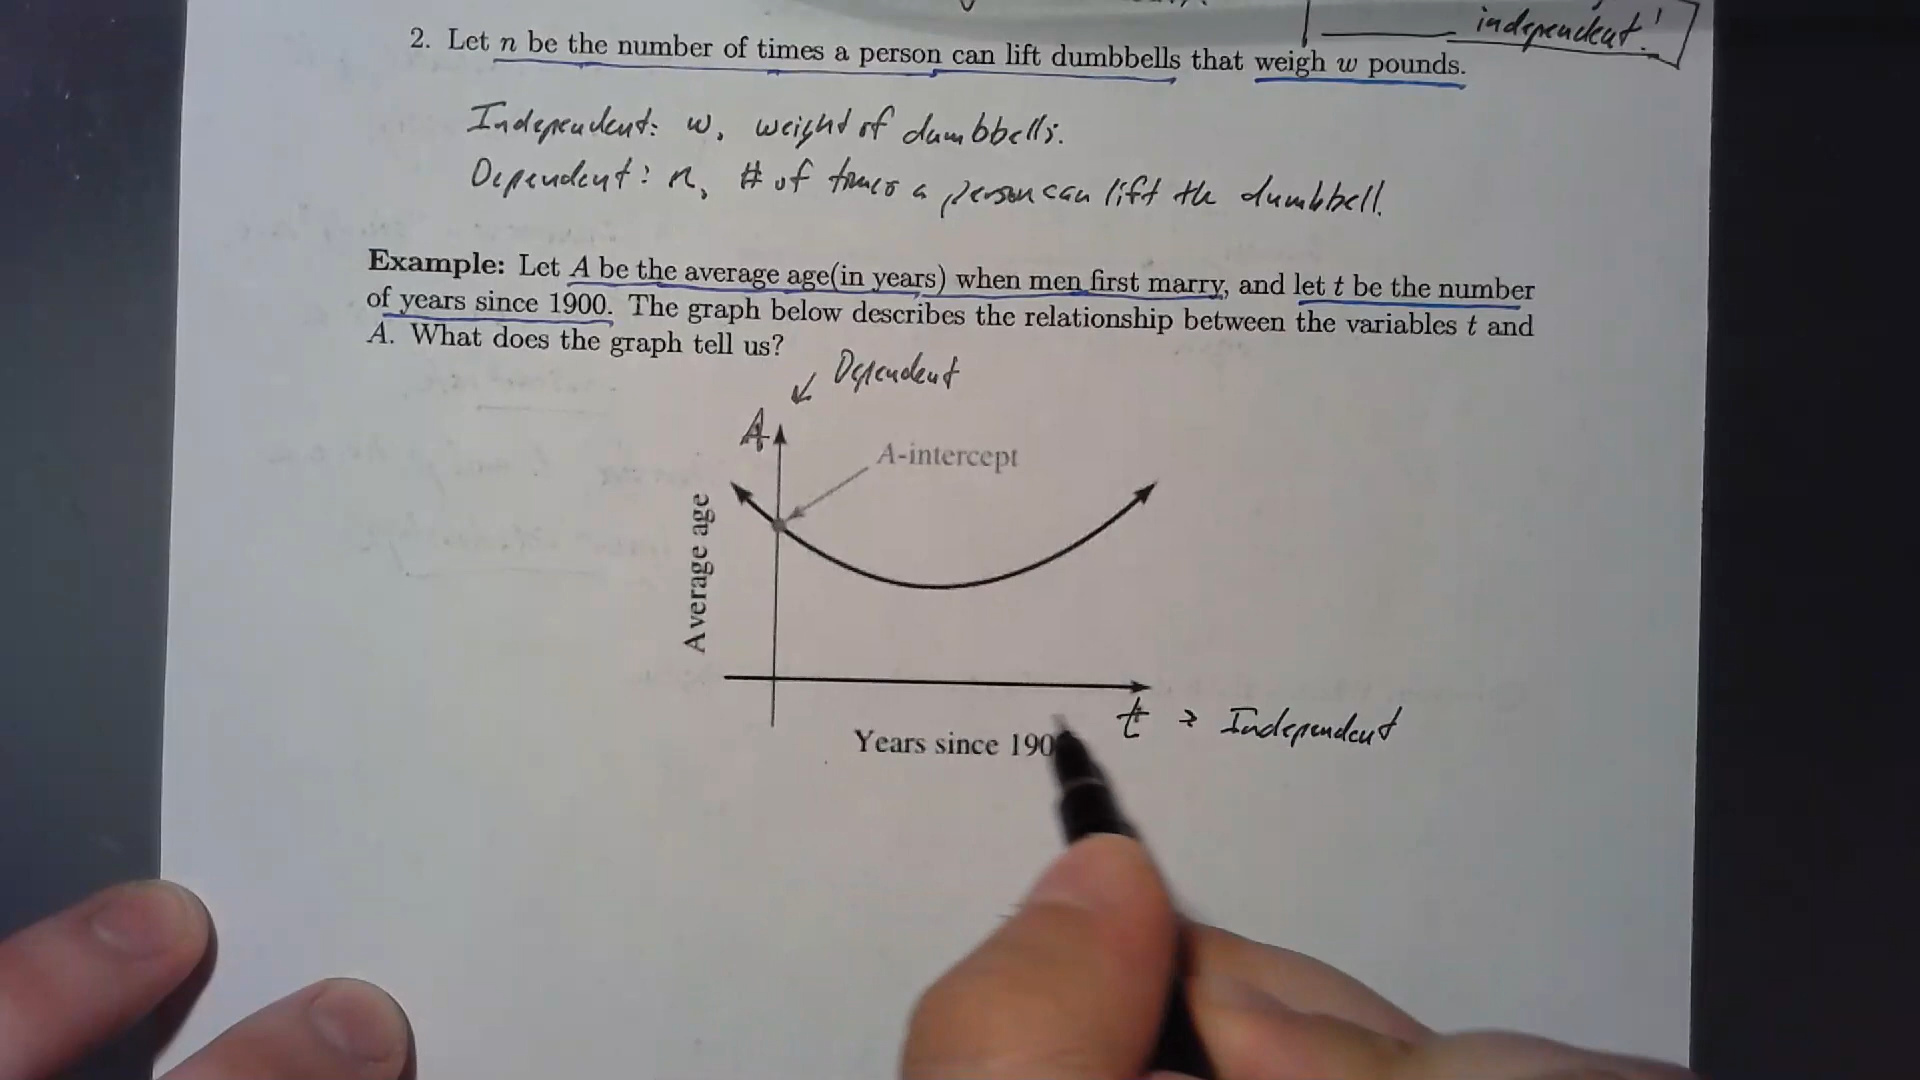 independent!
2. Let n be the number of times a person can lift dumbbells that weigh w pounds.
Independent: w, weight of dumbbells.
Dependent: n, # of times a person can lift the dumbbell.
Example: Let A be the average age(in years) when men first marry, and let t be the number
of years since 1900. The graph below describes the relationship between the variables t and
A. What does the graph tell us?
Dependent
A
A-intercept
Average age
t
Independent
Years since 190